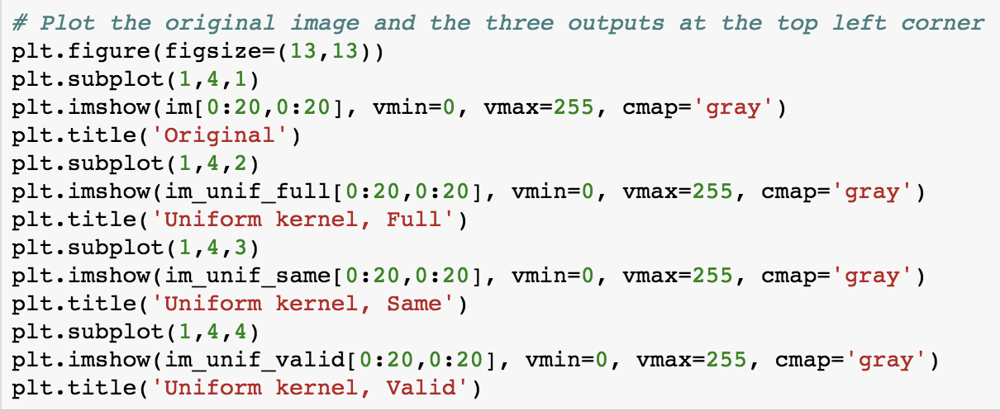 # Plot the original image and the three outputs at the top left corner
plt.figure(figsize=(13,13))
plt.subplot(1,4,1)
plt.imshow(im[0:20,0:20], vmin=0, vmax=255, cmap='gray')
plt.title('Original')
plt.subplot(1,4,2)
plt.imshow(im_unif_full[0:20,0:20], vmin=0, vmax=255, cmap='gray')
plt.title('Uniform kernel, Full')
plt.subplot(1,4,3)
plt.imshow(im_unif_same[0:20,0:20], vmin=0, vmax=255, cmap='gray')
plt.title('Uniform kernel, Same')
plt.subplot(1,4,4)
plt.imshow(im_unif_valid[0:20,0:20], vmin=0, vmax=255, cmap='gray')
plt.title('Uniform kernel, Valid')